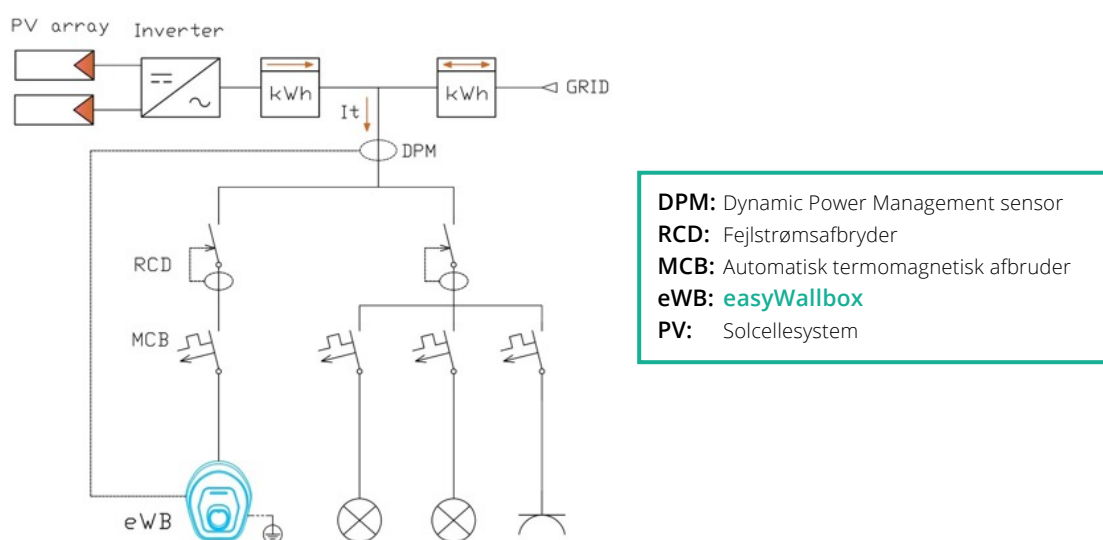 PV array Inverter
kWh kWh GRID
It
DPM
RCD
MCB
eWB
DPM: Dynamic Power Management sensor
RCD: Fejlstrømsafbryder
MCB: Automatisk termomagnetisk afbruder
eWB: easyWallbox
PV: Solcellesystem